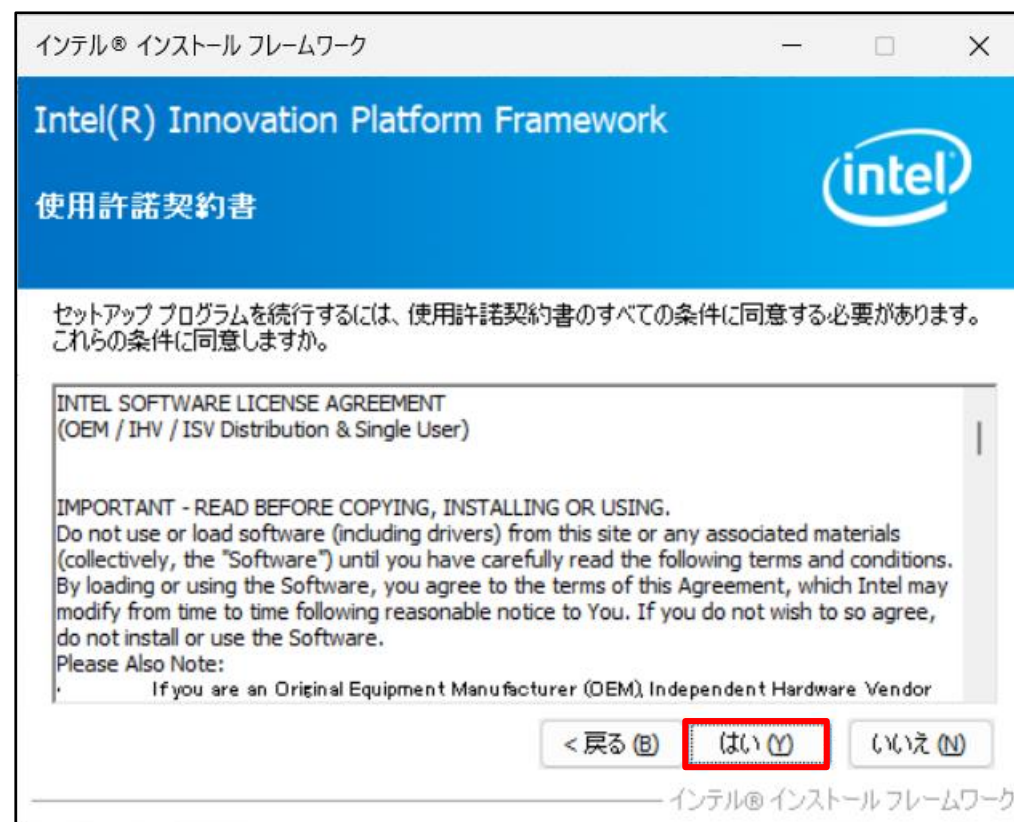 インテル® インストール フレームワーク
Intel(R) Innovation Platform Framework
intel
使用許諾契約書
セットアップ プログラムを続行するには、使用許諾契約書のすべての条件に同意する必要があります。
これらの条件に同意しますか。
INTEL SOFTWARE LICENSE AGREEMENT
(OEM / IHV / ISV Distribution & Single User)
IMPORTANT - READ BEFORE COPYING, INSTALLING OR USING.
Do not use or load software (including drivers) from this site or any associated materials
(collectively, the "Software") until you have carefully read the following terms and conditions.
By loading or using the Software, you agree to the terms of this Agreement, which Intel may
modify from time to time following reasonable notice to You. If you do not wish to so agree,
do not install or use the Software.
Please Also Note:
· If you are an Original Equipment Manufacturer (OEM), Independent Hardware Vendor
< 戻る (B) はい (Y) いいえ (N)
インテル® インストール フレームワーク